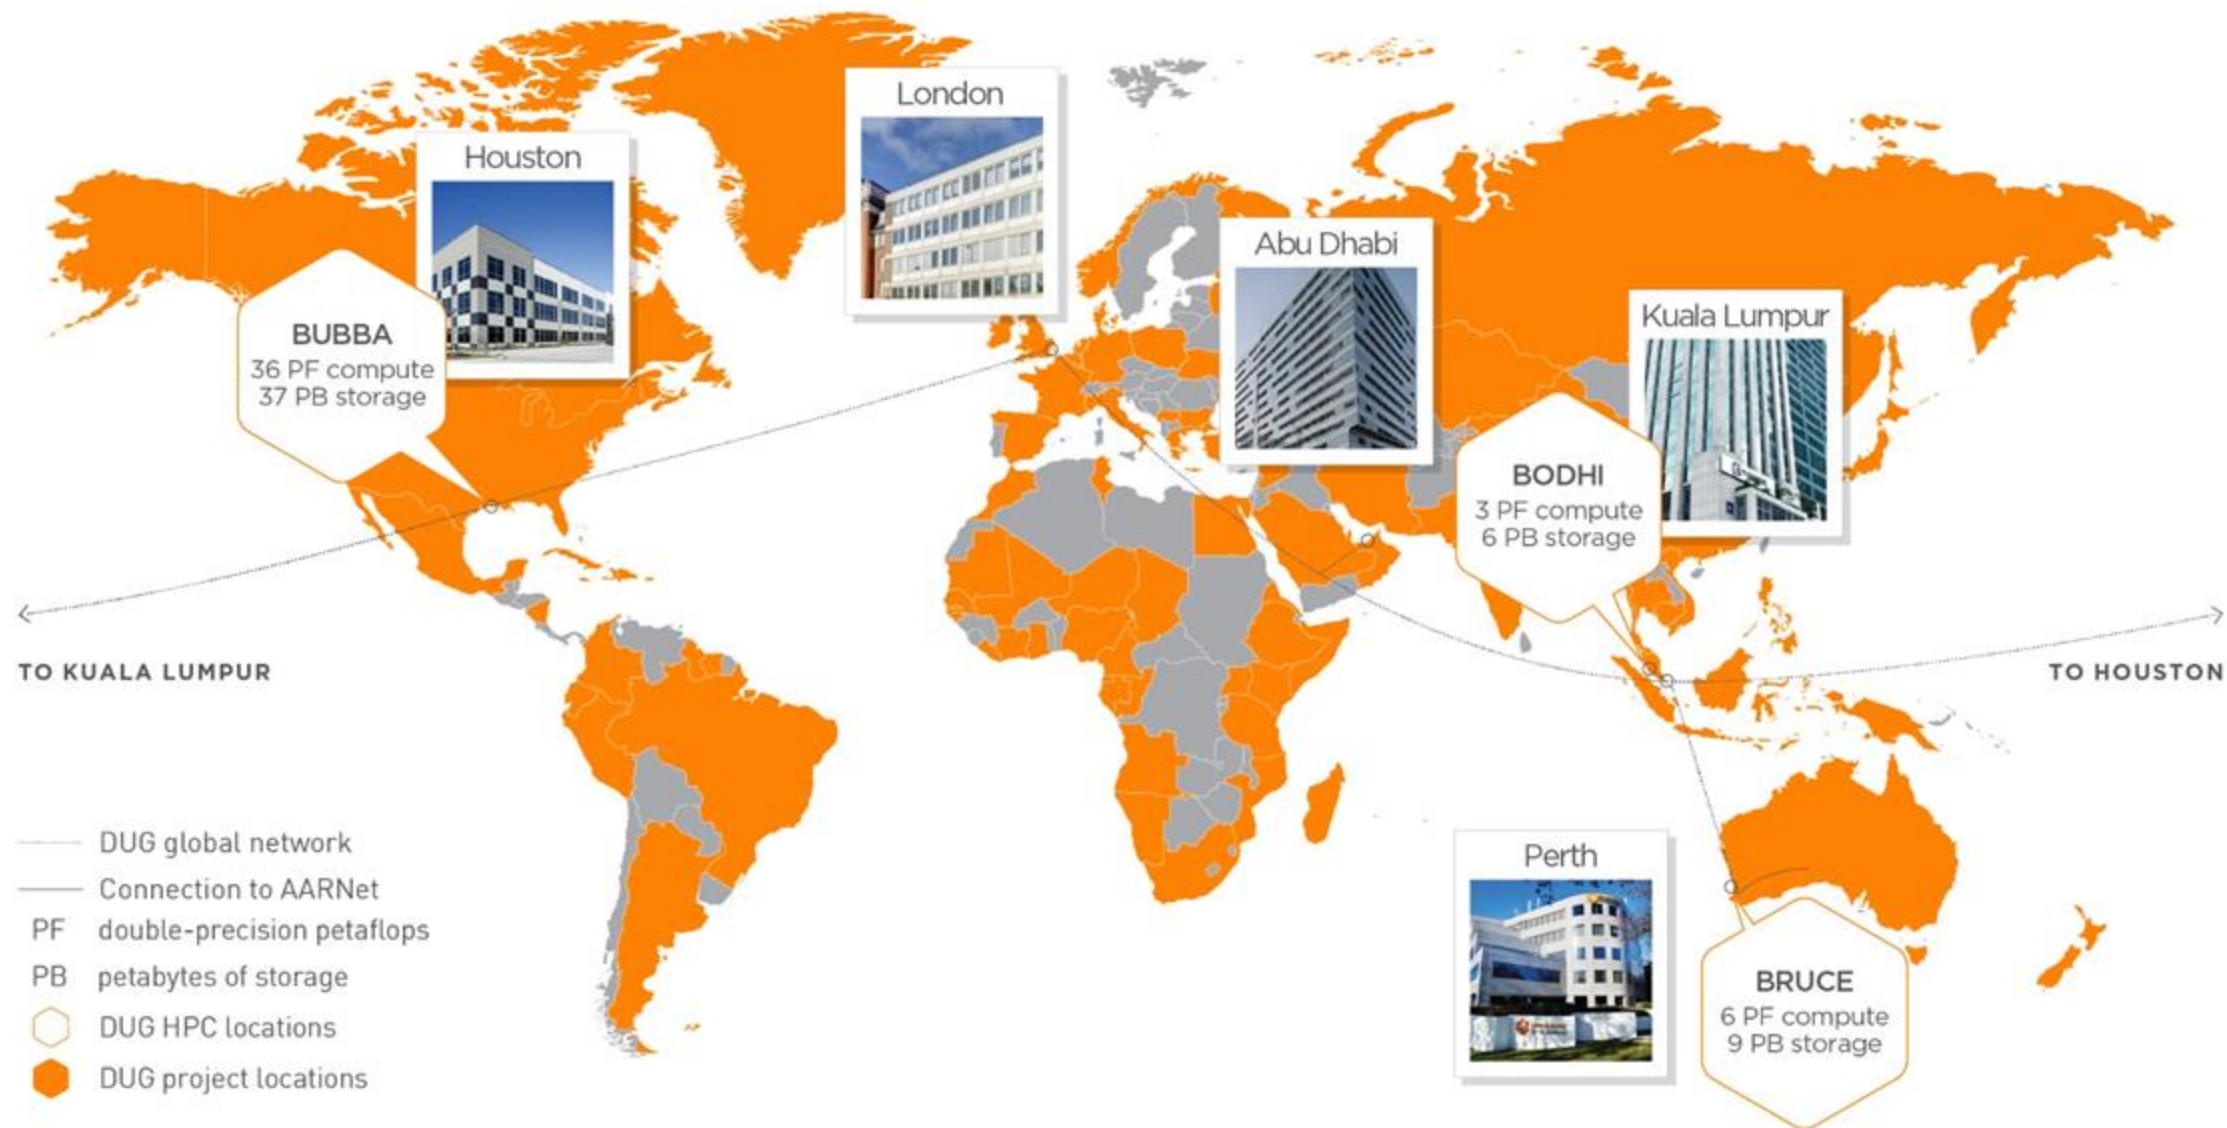 London
Houston
Abu Dhabi
Kuala Lumpur
BUBBA
36 PF compute
37 PB storage
BODHI
3 PF compute
6 PB storage
TO KUALA LUMPUR
TO HOUSTON
Perth
BRUCE
6 PF compute
9 PB storage
DUG global network
Connection to AARNet
PF double-precision petaflops
PB petabytes of storage
DUG HPC locations
DUG project locations